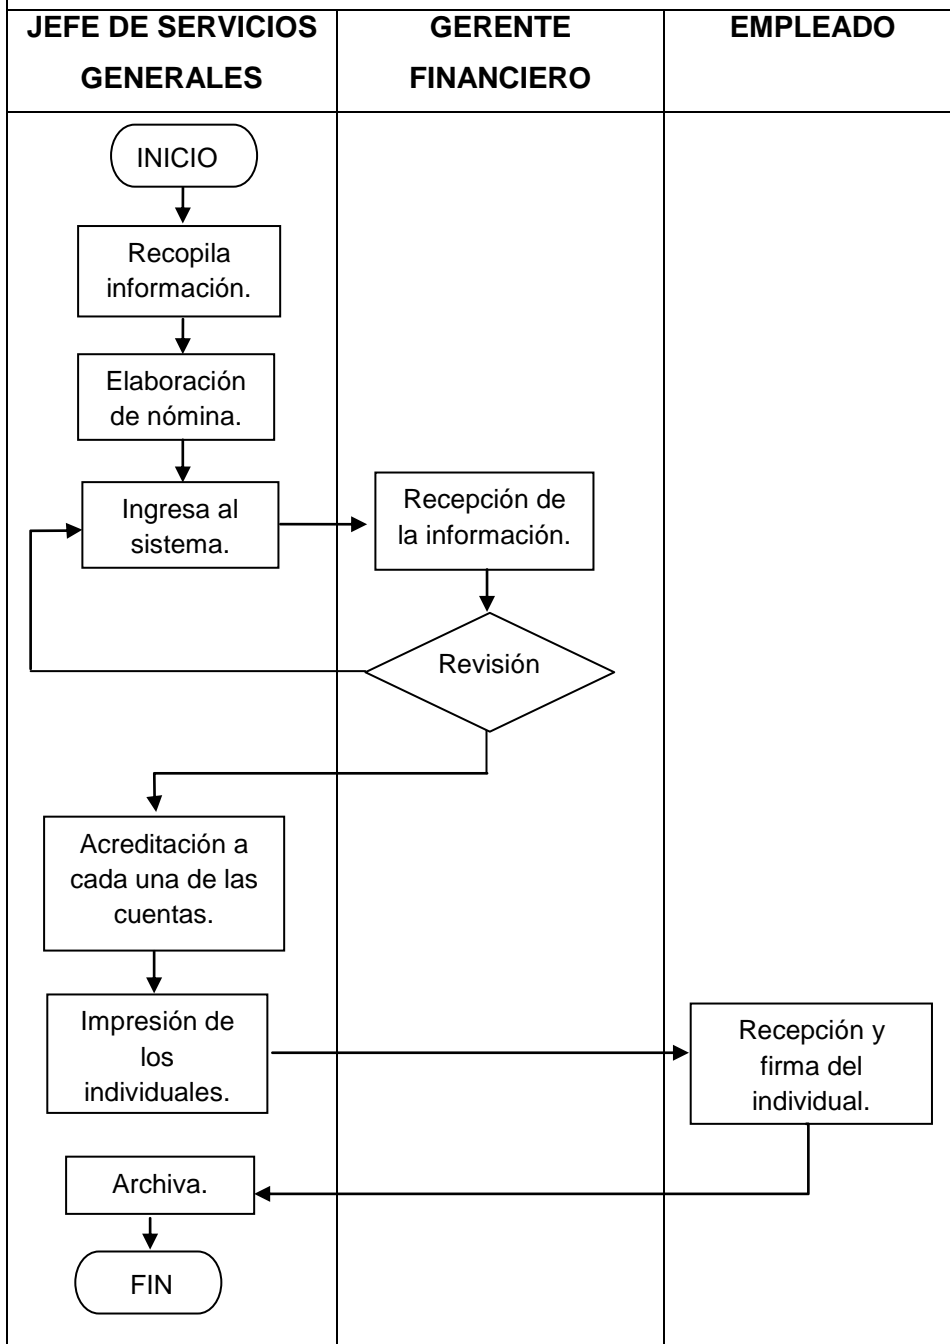 JEFE DE SERVICIOS
GENERALES
GERENTE
FINANCIERO
EMPLEADO
INICIO
Recopila
información.
Elaboración
de nómina.
Ingresa al
sistema.
Recepción de
la información.
Revisión
Acreditación a
cada una de las
cuentas.
Impresión de
los
individuales.
Recepción y
firma del
individual.
Archiva.
FIN